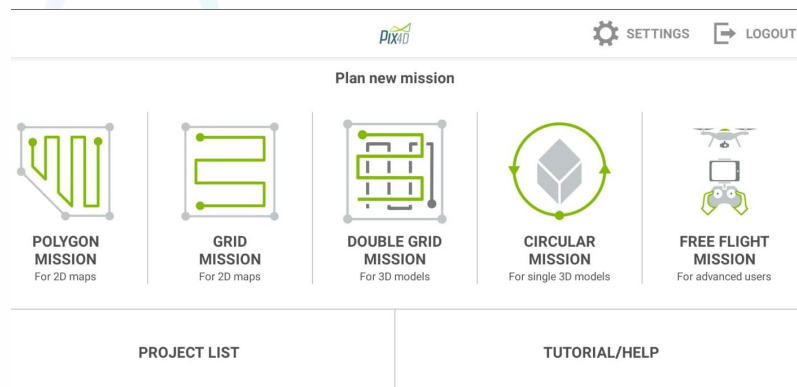 PIX4D
SETTINGS
LOGOUT
Plan new mission
POLYGON
MISSION
For 2D maps
GRID
MISSION
For 2D maps
DOUBLE GRID
MISSION
For 3D models
CIRCULAR
MISSION
For single 3D models
FREE FLIGHT
MISSION
For advanced users
PROJECT LIST
TUTORIAL/HELP